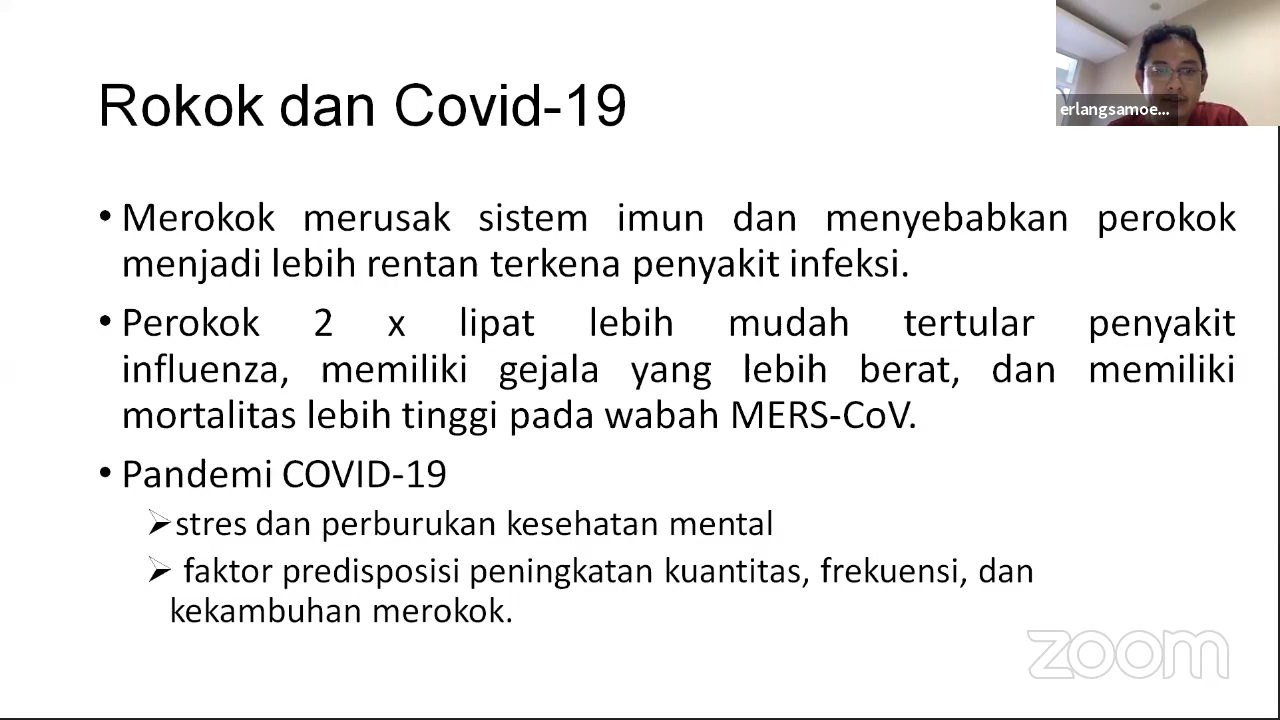 erlangsamoe...
Rokok dan Covid-19
• Merokok merusak sistem imun dan menyebabkan perokok
menjadi lebih rentan terkena penyakit infeksi.
• Perokok 2 x lipat lebih mudah tertular penyakit
influenza, memiliki gejala yang lebih berat, dan memiliki
mortalitas lebih tinggi pada wabah MERS-CoV.
• Pandemi COVID-19
➢stres dan perburukan kesehatan mental
➢ faktor predisposisi peningkatan kuantitas, frekuensi, dan
kekambuhan merokok.
zoom